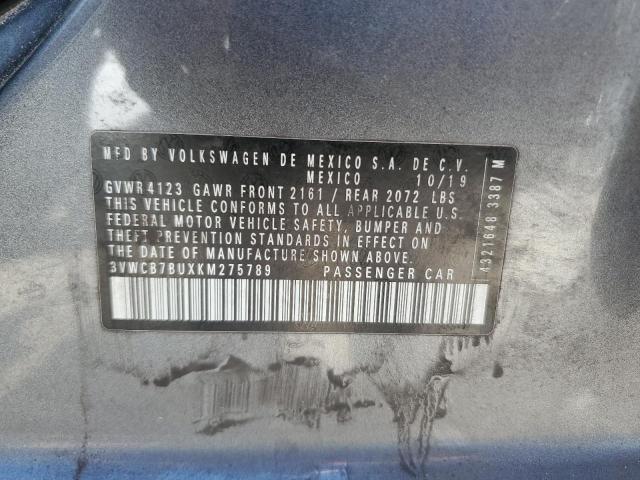 MFD BY VOLKSWAGEN DE MEXICO S.A. DE C.V.
MEXICO 10/19
GVWR 4123 GAWR FRONT 2161 / REAR 2072 LBS
THIS VEHICLE CONFORMS TO ALL APPLICABLE U.S.
FEDERAL MOTOR VEHICLE SAFETY, BUMPER AND
THEFT PREVENTION STANDARDS IN EFFECT ON
THE DATE OF MANUFACTURE SHOWN ABOVE.
3VWCB7BUXKM275789 PASSENGER CAR
4321648 3387 M